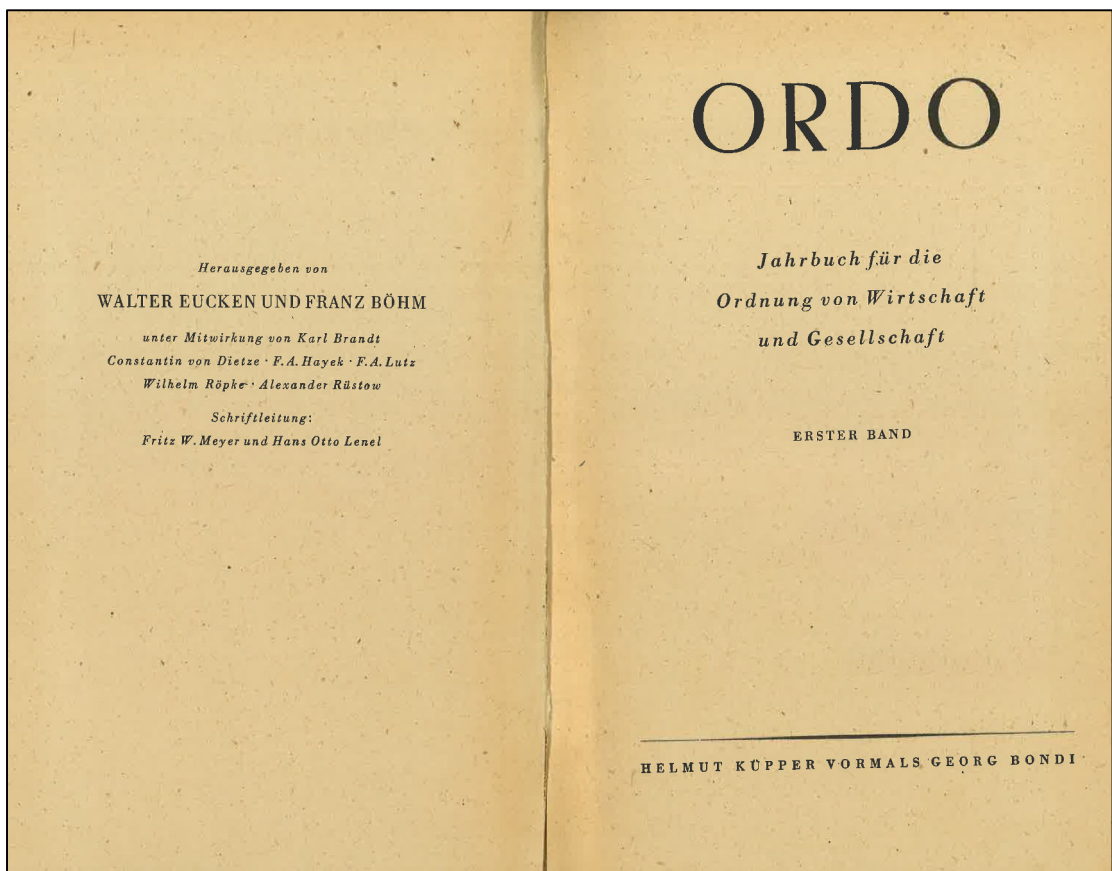 Herausgegeben von
WALTER EUCKEN UND FRANZ BÖHM
unter Mitwirkung von Karl Brandt
Constantin von Dietze · F. A. Hayek · F. A. Lutz
Wilhelm Röpke · Alexander Rüstow
Schriftleitung:
Fritz W. Meyer und Hans Otto Lenel
ORDO
Jahrbuch für die
Ordnung von Wirtschaft
und Gesellschaft
ERSTER BAND
HELMUT KÜPPER VORMALS GEORG BONDI